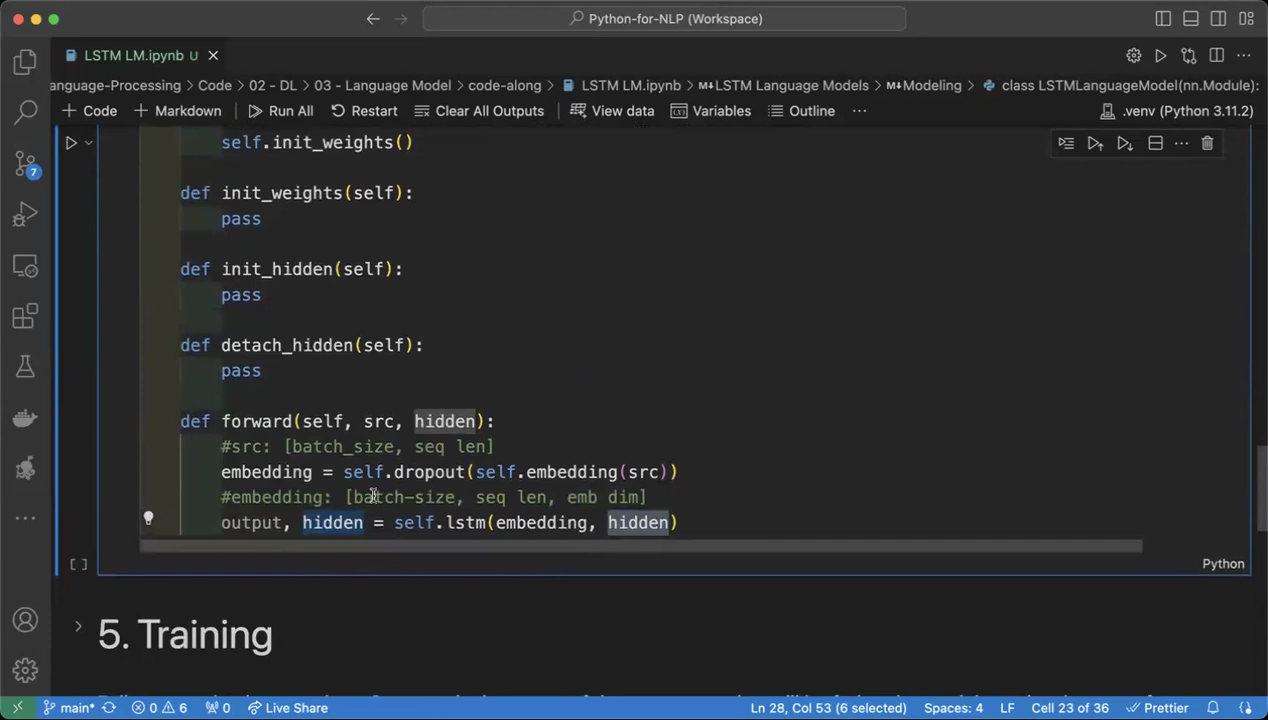 Python-for-NLP (Workspace)
LSTM LM.ipynb U
anguage-Processing > Code > 02 - DL > 03 - Language Model > code-along > LSTM LM.ipynb > LSTM Language Models > Modeling > class LSTMLanguageModel(nn.Module):
+ Code + Markdown Run All Restart Clear All Outputs View data Variables Outline ... .venv (Python 3.11.2)
self.init_weights()
def init_weights(self):
pass
def init_hidden(self):
pass
def detach_hidden(self):
pass
def forward(self, src, hidden):
#src: [batch_size, seq len]
embedding = self.dropout(self.embedding(src))
#embedding: [batch-size, seq len, emb dim]
output, hidden = self.lstm(embedding, hidden)
[ ] Python
5. Training
7
main* 0 6 0 Live Share Ln 28, Col 53 (6 selected) Spaces: 4 LF Cell 23 of 36 Prettier